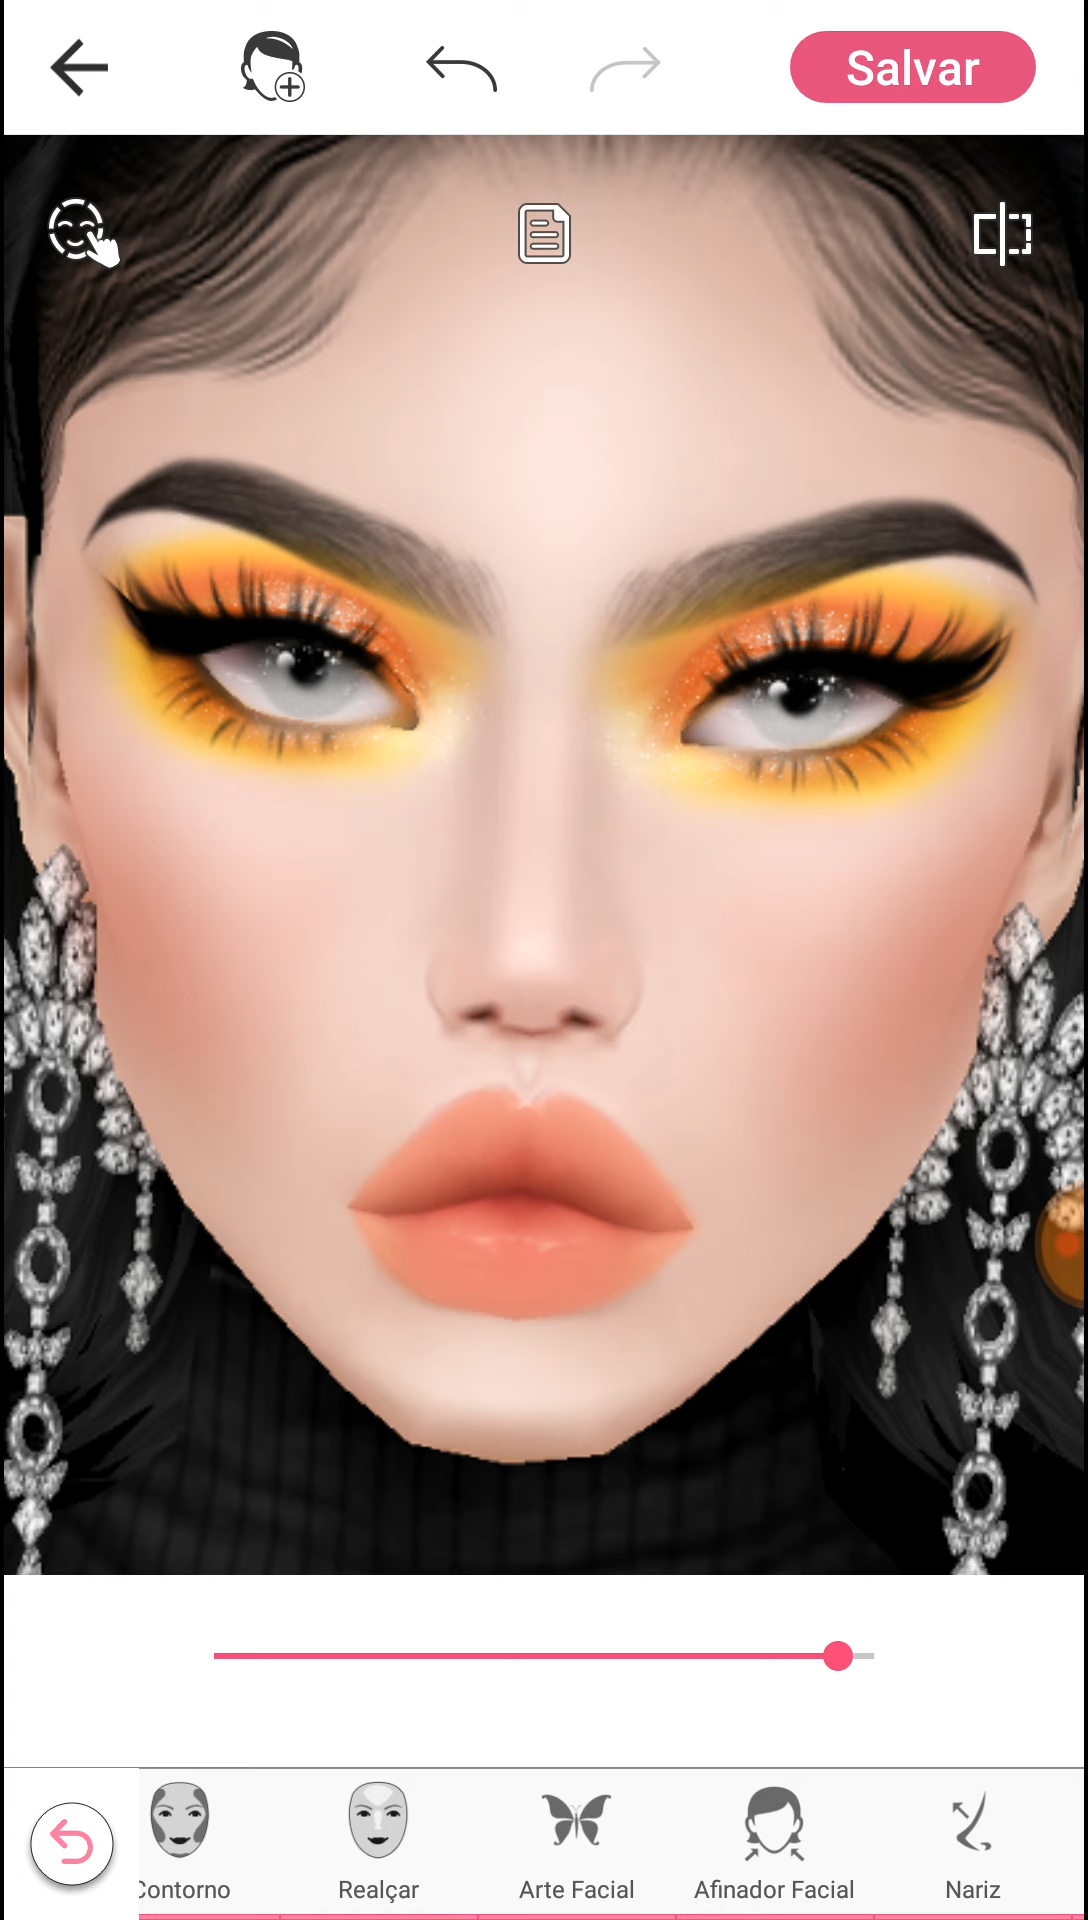 Salvar
Contorno
Realçar
Arte Facial
Afinador Facial
Nariz